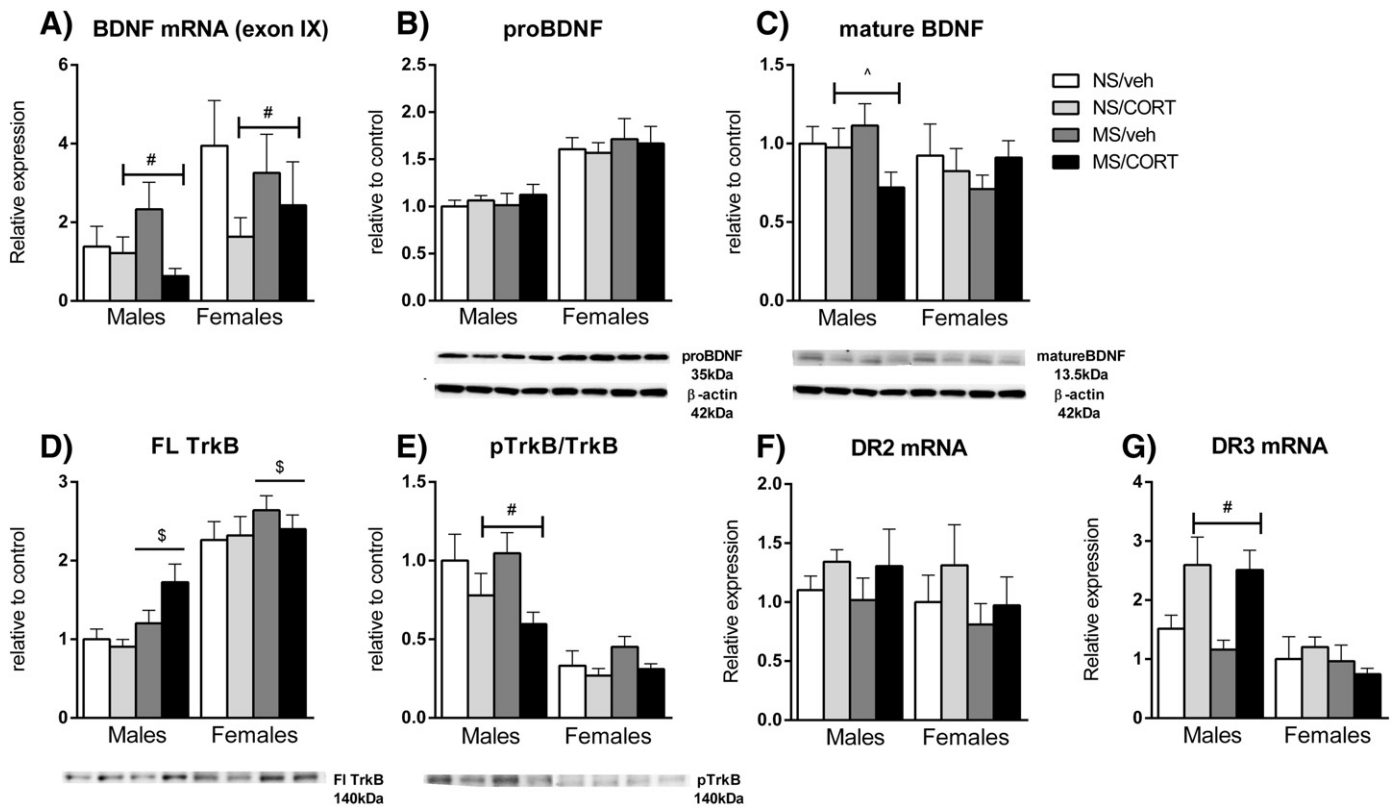 A) BDNF mRNA (exon IX)
Relative expression
6
4
2
0
#
#
Males Females
B) proBDNF
relative to control
2.5
2.0
1.5
1.0
0.5
0.0
Males Females
proBDNF
35kDa
β-actin
42kDa
C) mature BDNF
relative to control
1.5
1.0
0.5
0.0
^
Males Females
matureBDNF
13.5kDa
β-actin
42kDa
NS/veh
NS/CORT
MS/veh
MS/CORT
D) FL TrkB
relative to control
3
2
1
0
$
$
Males Females
Fl TrkB
140kDa
E) pTrkB/TrkB
relative to control
1.5
1.0
0.5
0.0
#
Males Females
pTrkB
140kDa
F) DR2 mRNA
Relative expression
2.0
1.5
1.0
0.5
0.0
Males Females
G) DR3 mRNA
Relative expression
4
3
2
1
0
#
Males Females